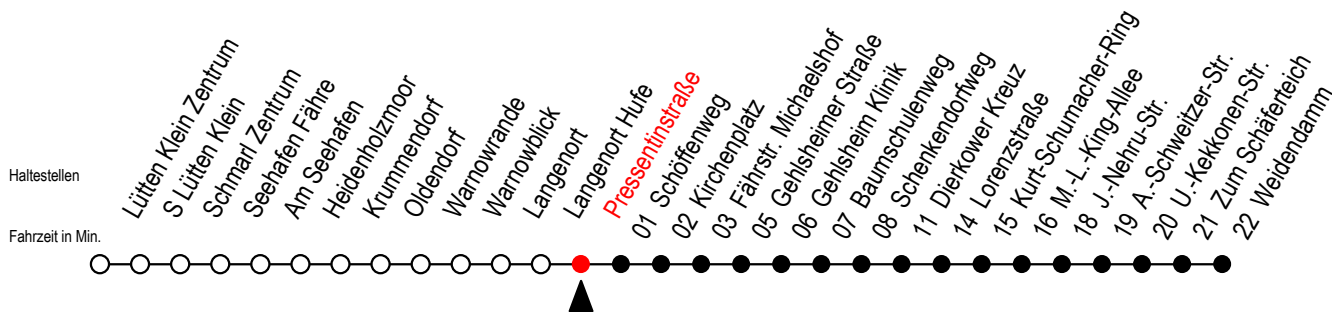 Haltestellen
Fahrzeit in Min.
Lütten Klein Zentrum
S Lütten Klein
Schmarl Zentrum
Seehafen Fähre
Am Seehafen
Heidenholzmoor
Krummendorf
Oldendorf
Warnowrande
Warnowblick
Langenort
Langenort Hufe
Pressentinstraße
01 Schöffenweg
02 Kirchenplatz
03 Fährstr. Michaelshof
05 Gehlsheimer Straße
06 Gehlsheim Klinik
07 Baumschulenweg
08 Schenkendorfweg
11 Dierkower Kreuz
14 Lorenzstraße
15 Kurt-Schumacher-Ring
16 M.-L.-King-Allee
18 J.-Nehru-Str.
19 A.-Schweitzer-Str.
20 U.-Kekkonen-Str.
21 Zum Schäferteich
22 Weidendamm